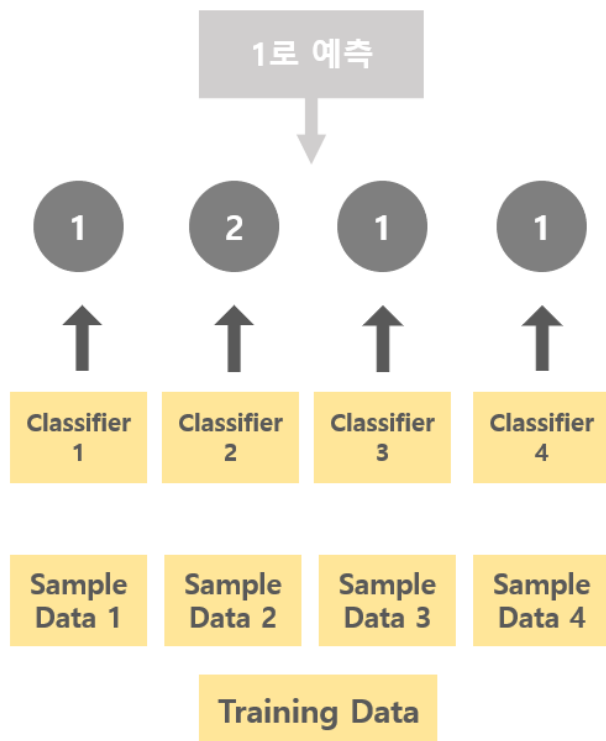 1로 예측
1
2
1
1
Classifier
1
Classifier
2
Classifier
3
Classifier
4
Sample
Data 1
Sample
Data 2
Sample
Data 3
Sample
Data 4
Training Data